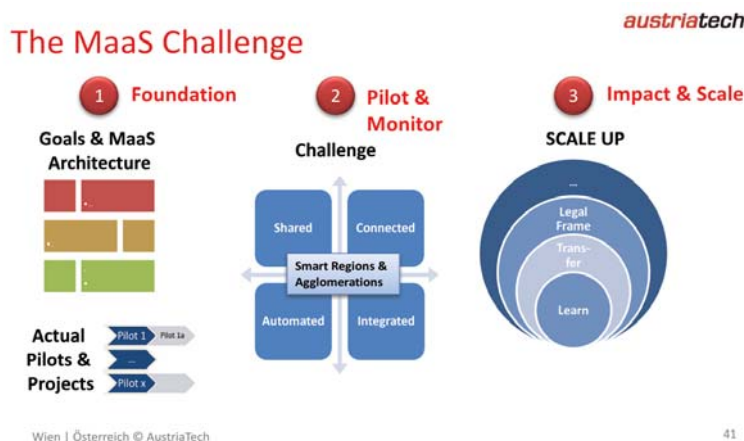 austriatech
The MaaS Challenge
1 Foundation
Goals & MaaS
Architecture
Actual
Pilots &
Projects
Pilot 1
Pilot 1a
...
Pilot x
2 Pilot &
Monitor
Challenge
Shared
Connected
Smart Regions &
Agglomerations
Automated
Integrated
3 Impact & Scale
SCALE UP
...
Legal
Frame
Trans-
fer
Learn
Wien | Österreich © AustriaTech
41